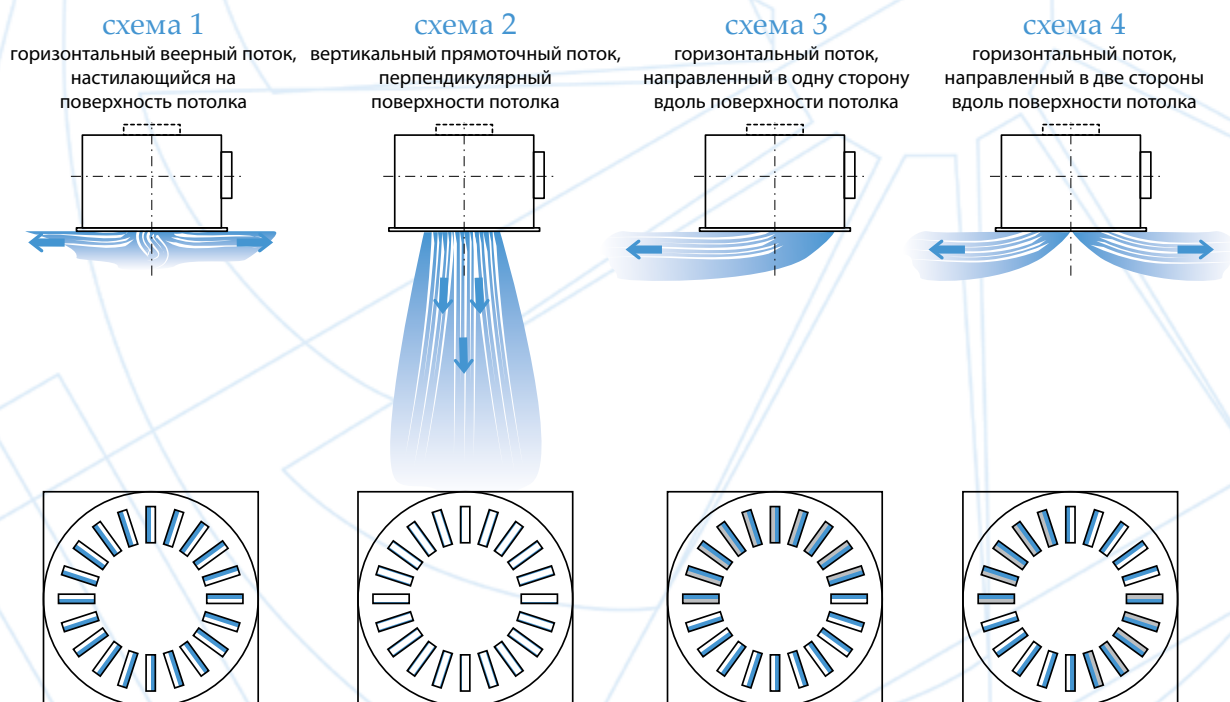 схема 1
горизонтальный веерный поток,
настилающийся на
поверхность потолка
схема 2
вертикальный прямоточный поток,
перпендикулярный
поверхности потолка
схема 3
горизонтальный поток,
направленный в одну сторону
вдоль поверхности потолка
схема 4
горизонтальный поток,
направленный в две стороны
вдоль поверхности потолка